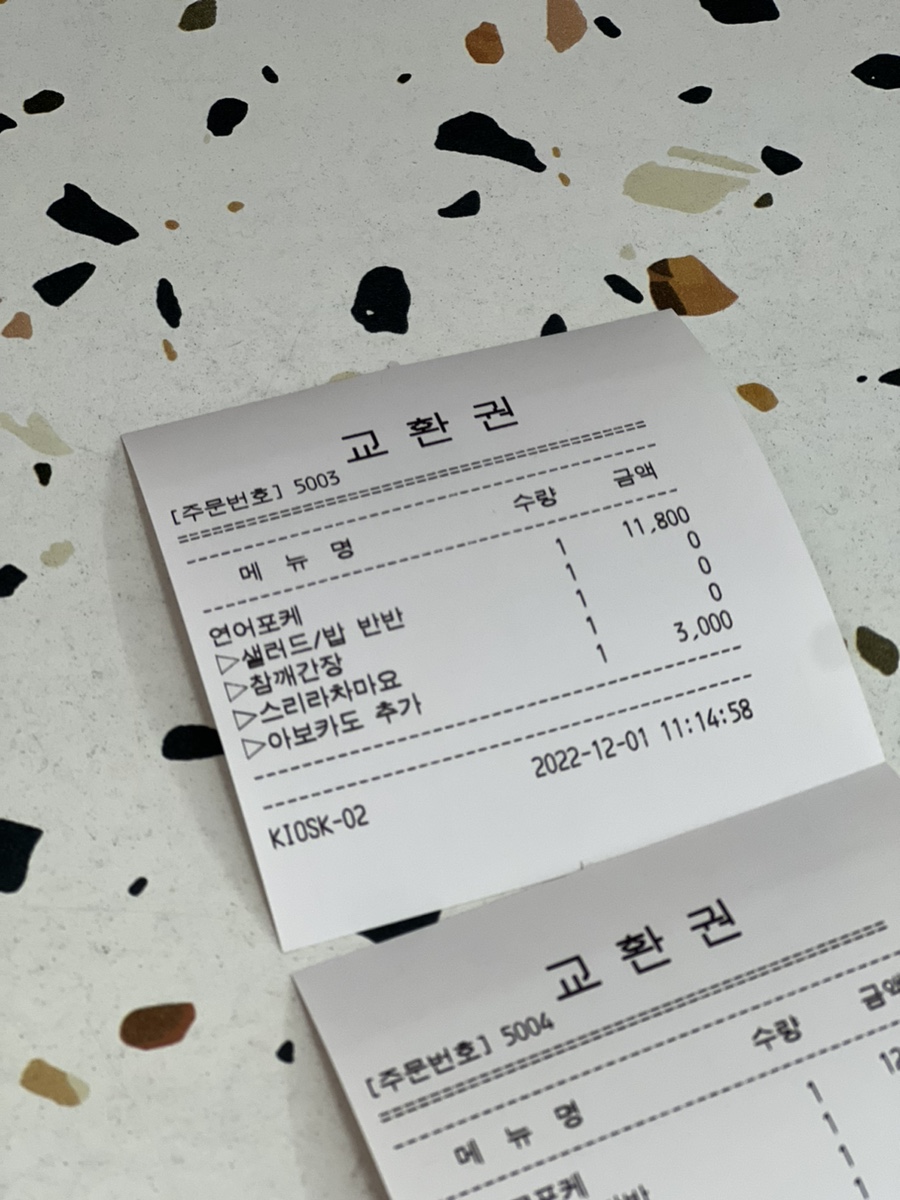 교 환 권
[주문번호] 5003
메 뉴 명 수량 금액
연어포케 1 11,800
▷샐러드/밥 반반 1 0
▷참깨간장 1 0
▷스리라차마요 1 0
▷아보카도 추가 1 3,000
2022-12-01 11:14:58
KIOSK-02
교 환 권
[주문번호] 5004
메 뉴 명 수량 금액
1
1
1
1